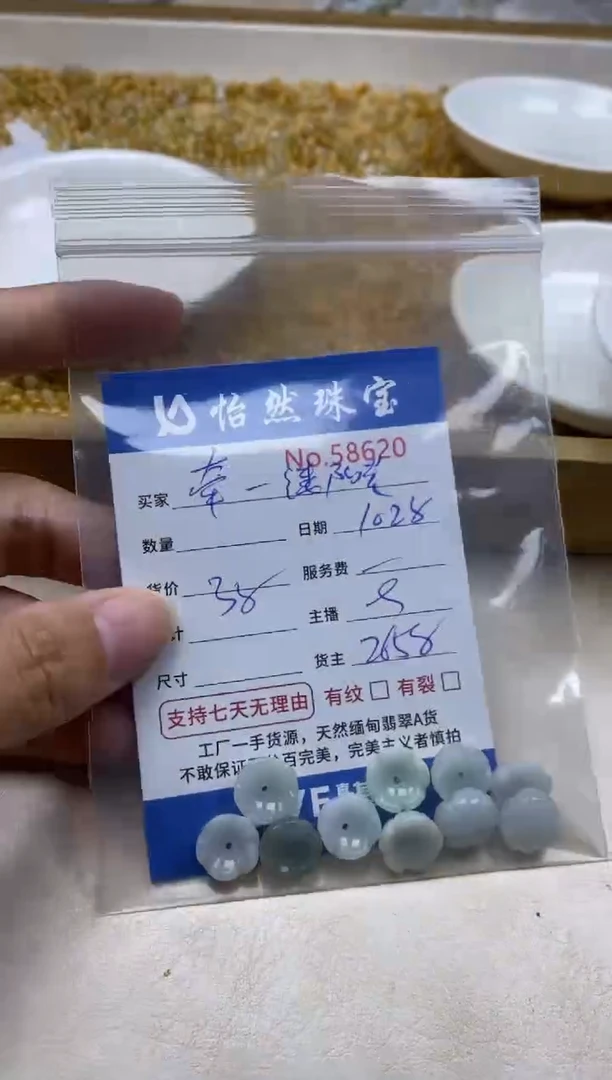 怡然珠宝
No.58620
买家 牵一
数量 日期 1028
货价 38 服务费
计 主播
尺寸 货主 2658
支持七天无理由 有纹 有裂
工厂一手货源，天然缅甸翡翠A货
不敢保证 百完美，完美主义者慎拍